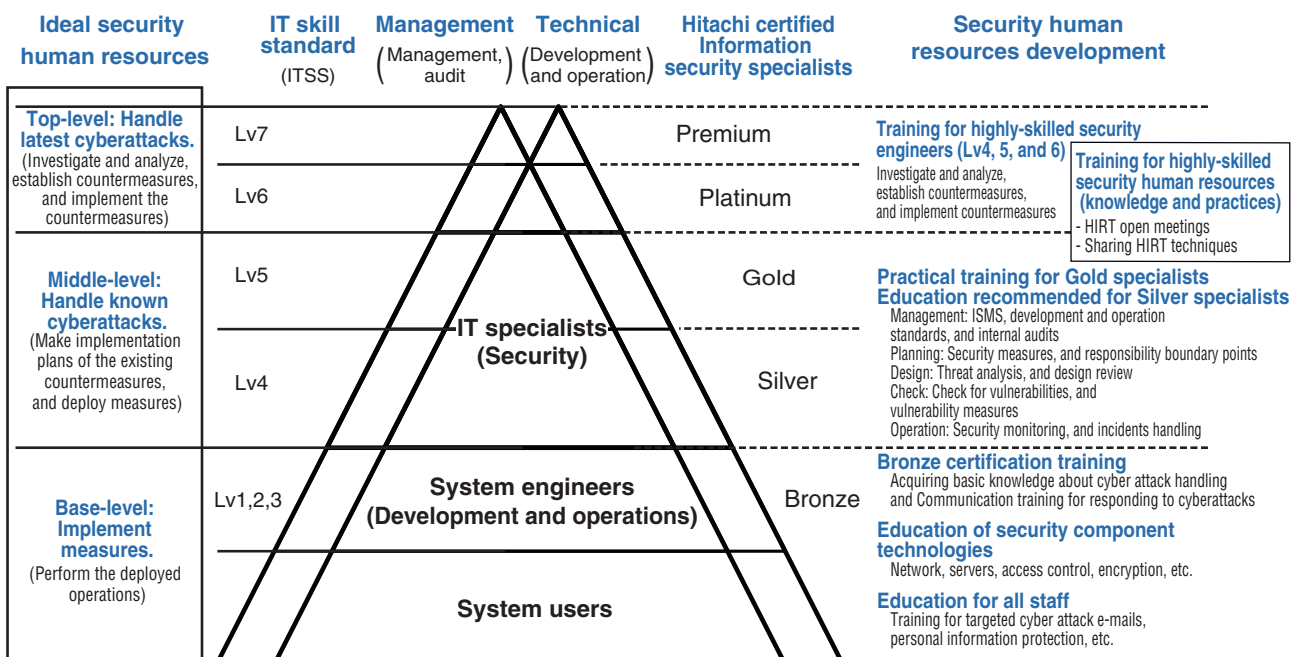 Ideal security
human resources
IT skill
standard
(ITSS)
Management
(Management,
audit)
Technical
(Development
and operation)
Hitachi certified
Information
security specialists
Security human
resources development
Top-level: Handle
latest cyberattacks.
(Investigate and analyze,
establish countermeasures,
and implement the
countermeasures)
Lv7
Premium
Lv6
Platinum
Training for highly-skilled security
engineers (Lv4, 5, and 6)
Investigate and analyze,
establish countermeasures,
and implement countermeasures
Training for highly-skilled
security human resources
(knowledge and practices)
- HIRT open meetings
- Sharing HIRT techniques
Middle-level:
Handle known
cyberattacks.
(Make implementation
plans of the existing
countermeasures,
and deploy measures)
Lv5
Gold
Lv4
Silver
IT specialists
(Security)
Practical training for Gold specialists
Education recommended for Silver specialists
Management: ISMS, development and operation
standards, and internal audits
Planning: Security measures, and responsibility boundary points
Design: Threat analysis, and design review
Check: Check for vulnerabilities, and
vulnerability measures
Operation: Security monitoring, and incidents handling
Base-level:
Implement
measures.
(Perform the deployed
operations)
Lv1,2,3
System engineers
(Development and operations)
Bronze
System users
Bronze certification training
Acquiring basic knowledge about cyber attack handling
and Communication training for responding to cyberattacks
Education of security component
technologies
Network, servers, access control, encryption, etc.
Education for all staff
Training for targeted cyber attack e-mails,
personal information protection, etc.